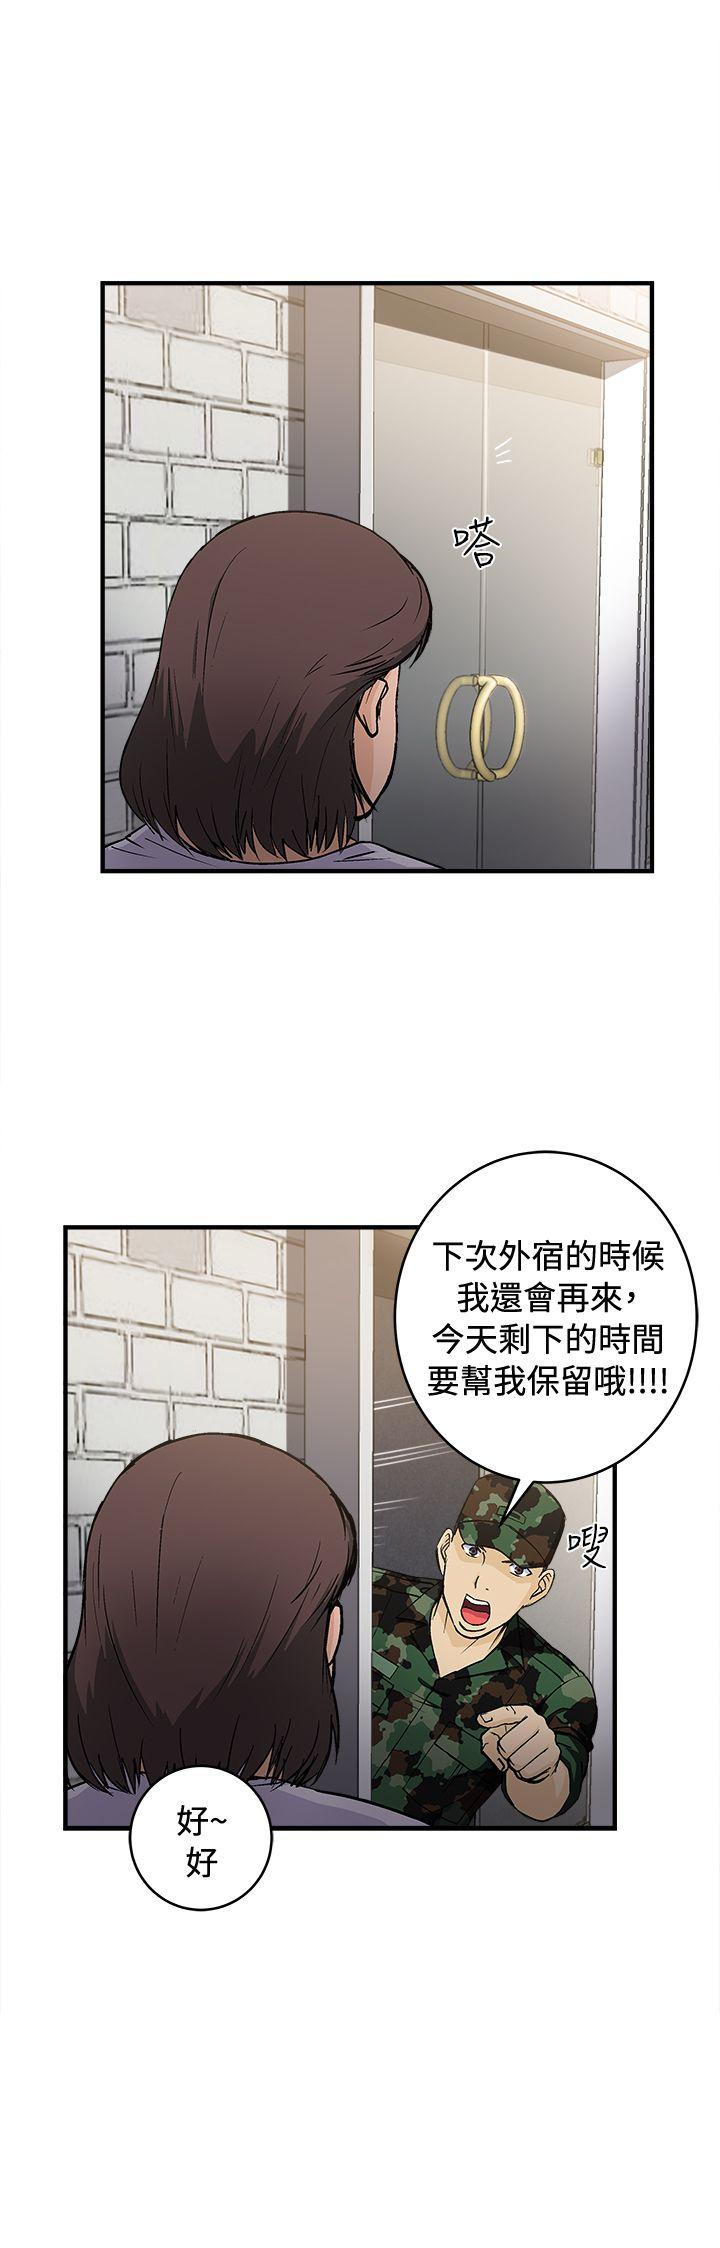 嗒
下次外宿的時候
我還會再來,
今天剩下的時間
要幫我保留哦!!!!
嗖
好~
好